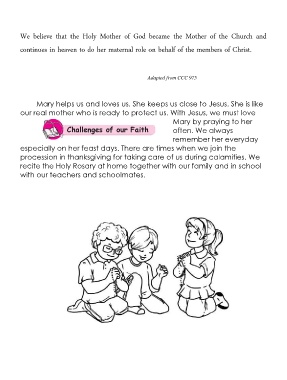 We believe that the Holy Mother of God became the Mother of the Church and
continues in heaven to do her maternal role on behalf of the members of Christ.
Adapted from CCC 975
Mary helps us and loves us. She keeps us close to Jesus. She is like
our real mother who is ready to protect us. With Jesus, we must love
Mary by praying to her
Challenges of our Faith
often. We always
remember her everyday
especially on her feast days. There are times when we join the
procession in thanksgiving for taking care of us during calamities. We
recite the Holy Rosary at home together with our family and in school
with our teachers and schoolmates.